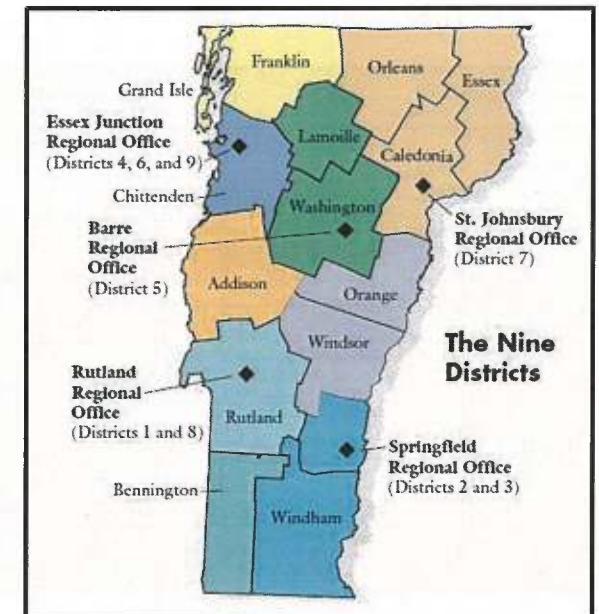 Franklin
Orleans
Essex
Grand Isle
Essex Junction
Regional Office
(Districts 4, 6, and 9)
Lamoille
Caledonia
Chittenden
Washington
St. Johnsbury
Regional Office
(District 7)
Barre
Regional
Office
(District 5)
Addison
Orange
Windsor
The Nine
Districts
Rutland
Regional
Office
(Districts 1 and 8)
Rutland
Springfield
Regional Office
(Districts 2 and 3)
Bennington
Windham